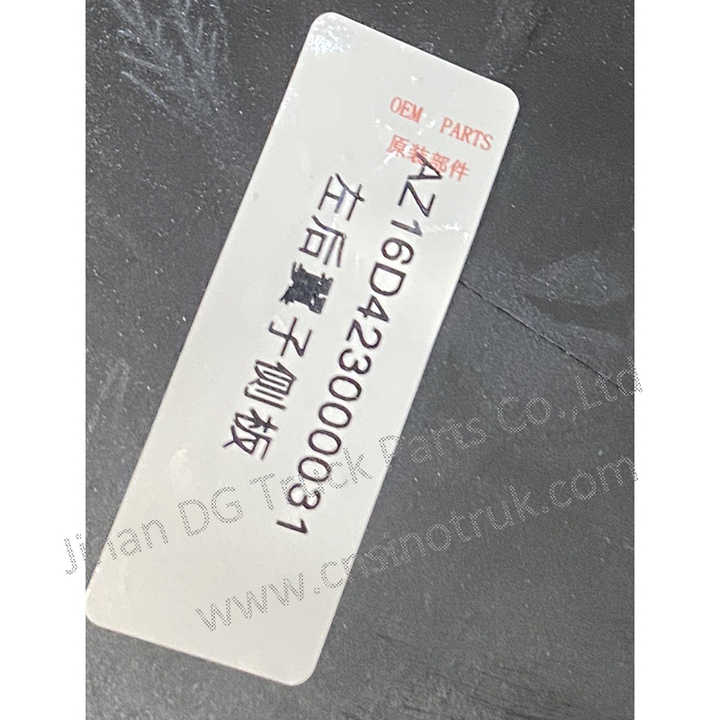 OEM PARTS
原装部件
AZ16D423000031
左后翼子侧板
Jinan DG Truck Parts Co.,Ltd
www.cnsinotruk.com